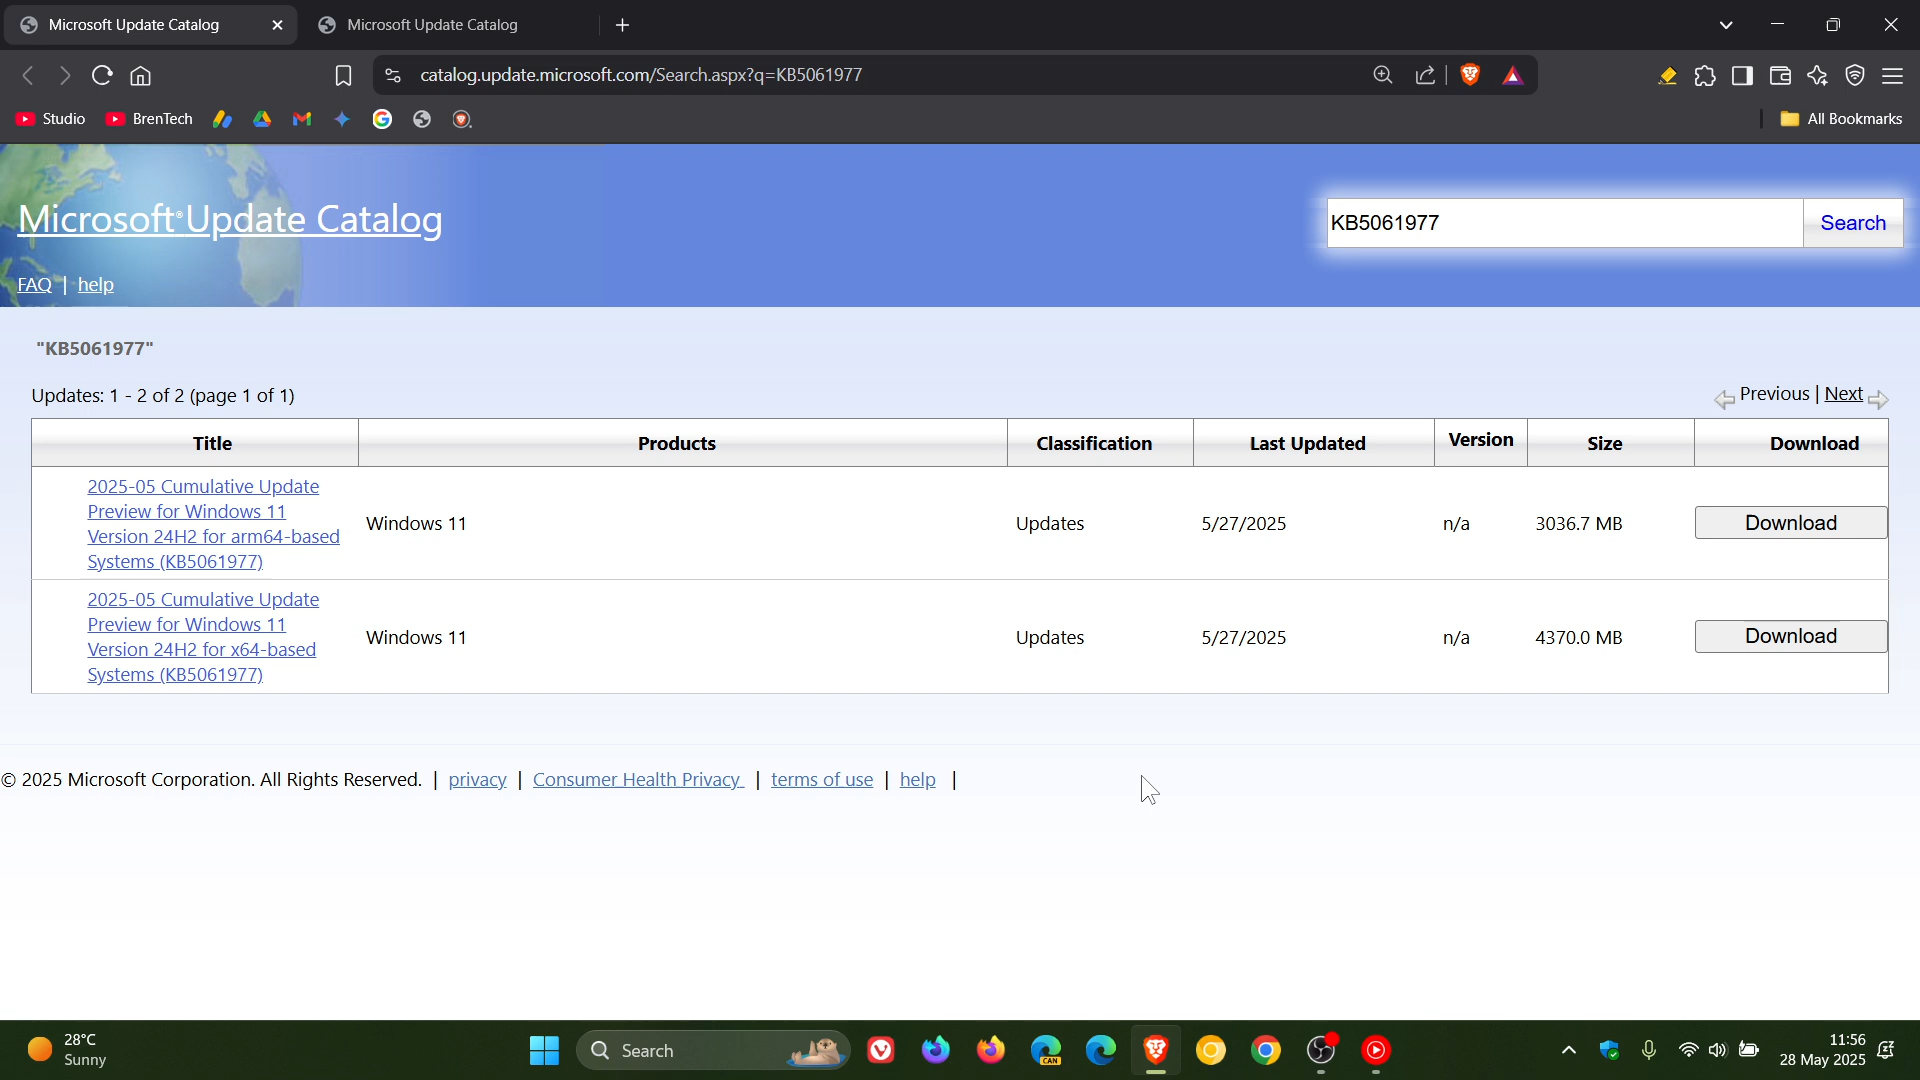 Microsoft Update Catalog
Microsoft Update Catalog
catalog.update.microsoft.com/Search.aspx?q=KB5061977
Studio
BrenTech
All Bookmarks
Microsoft® Update Catalog
KB5061977
Search
FAQ | help
"KB5061977"
Updates: 1 - 2 of 2 (page 1 of 1)
Previous | Next
Title Products Classification Last Updated Version Size Download
2025-05 Cumulative Update
Preview for Windows 11
Version 24H2 for arm64-based
Systems (KB5061977)
Windows 11 Updates 5/27/2025 n/a 3036.7 MB Download
2025-05 Cumulative Update
Preview for Windows 11
Version 24H2 for x64-based
Systems (KB5061977)
Windows 11 Updates 5/27/2025 n/a 4370.0 MB Download
© 2025 Microsoft Corporation. All Rights Reserved. | privacy | Consumer Health Privacy | terms of use | help |
28°C
Sunny
Search
CAN
11:56
28 May 2025